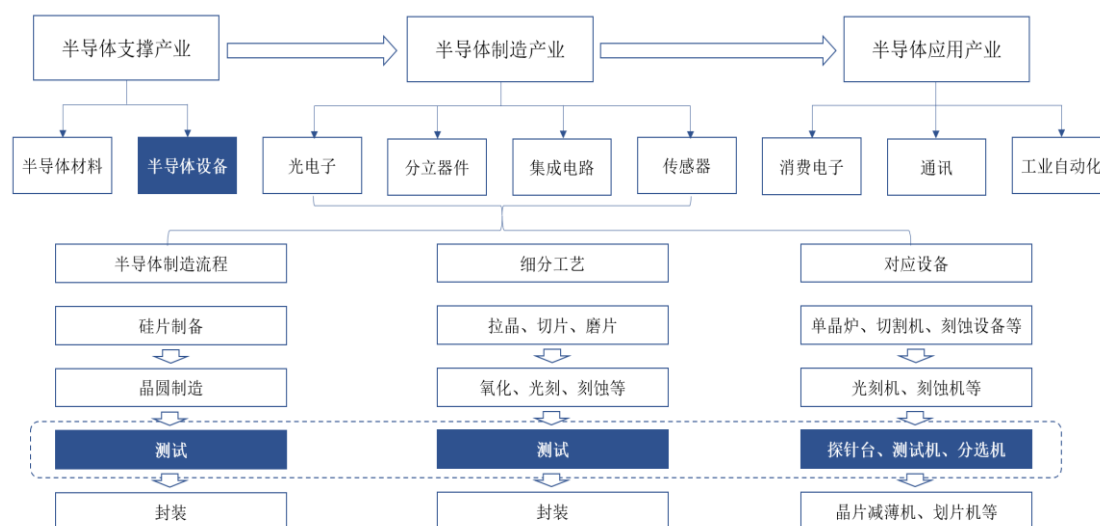 半导体支撑产业
半导体制造产业
半导体应用产业
半导体材料
半导体设备
光电子
分立器件
集成电路
传感器
消费电子
通讯
工业自动化
半导体制造流程
细分工艺
对应设备
硅片制备
拉晶、切片、磨片
单晶炉、切割机、刻蚀设备等
晶圆制造
氧化、光刻、刻蚀等
光刻机、刻蚀机等
测试
测试
探针台、测试机、分选机
封装
封装
晶片减薄机、划片机等